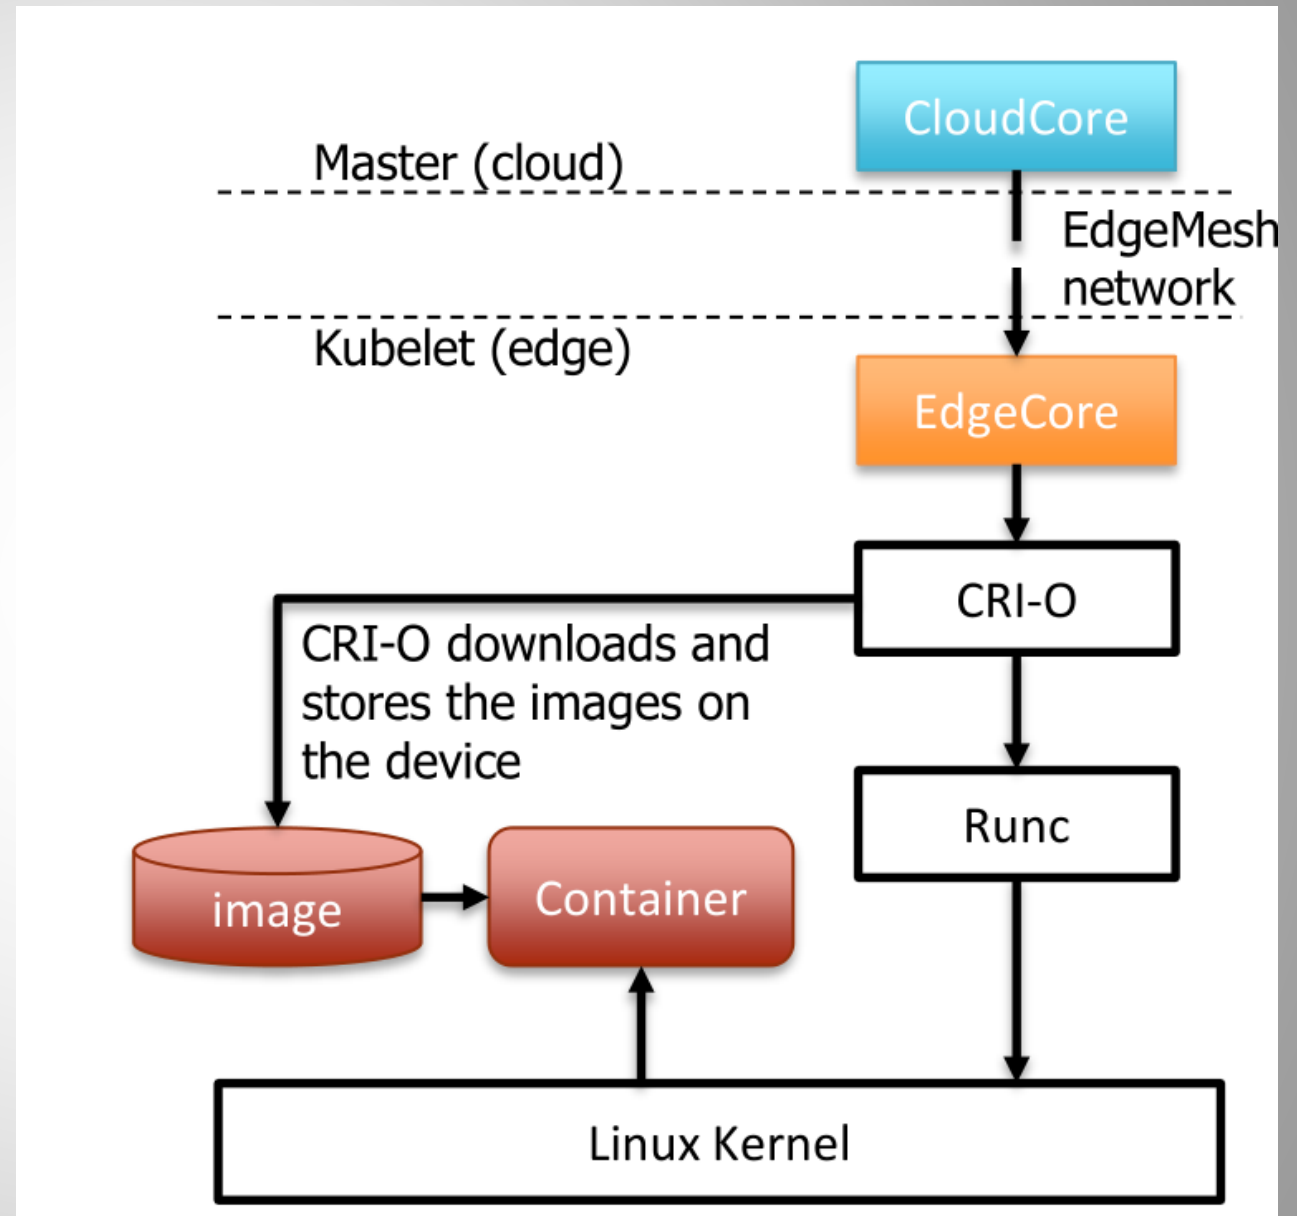 CloudCore
Master (cloud)
EdgeMesh
network
Kubelet (edge)
EdgeCore
CRI-O
CRI-O downloads and
stores the images on
the device
Runc
image
Container
Linux Kernel